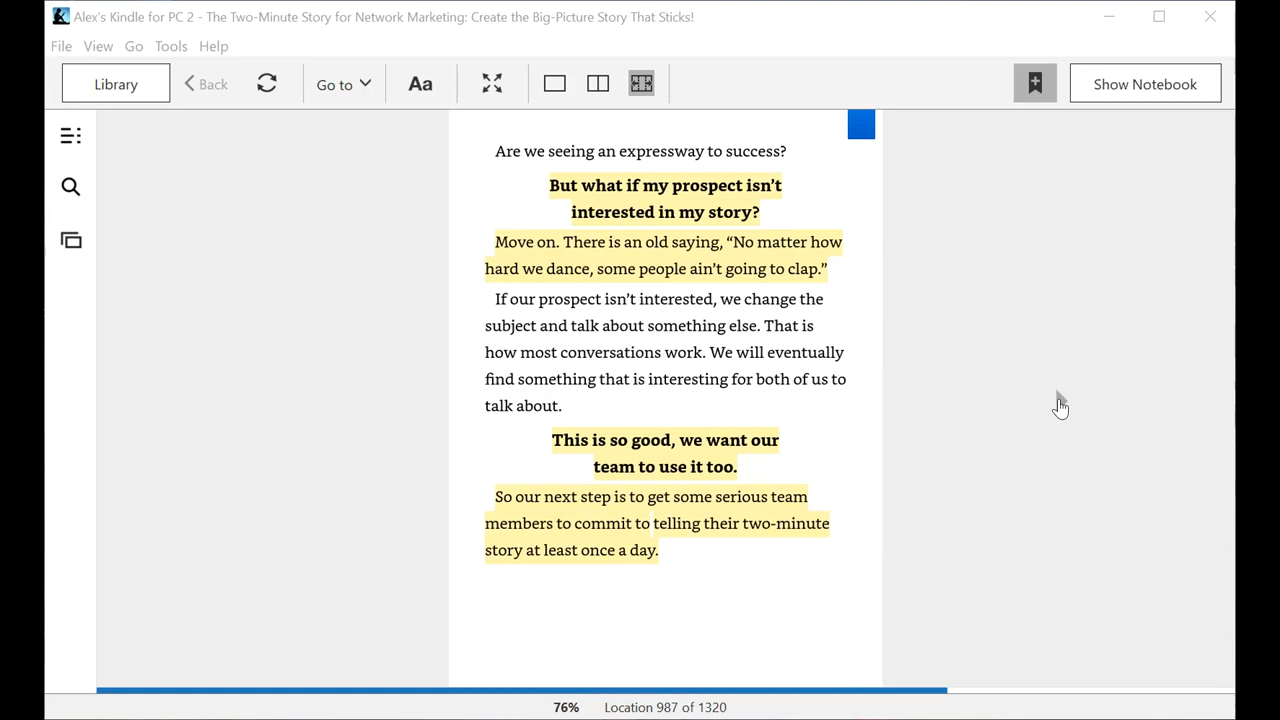 Alex's Kindle for PC 2 - The Two-Minute Story for Network Marketing: Create the Big-Picture Story That Sticks!
File View Go Tools Help
Library Back Go to Aa Show Notebook
Are we seeing an expressway to success?
But what if my prospect isn’t
interested in my story?
Move on. There is an old saying, “No matter how
hard we dance, some people ain’t going to clap.”
If our prospect isn’t interested, we change the
subject and talk about something else. That is
how most conversations work. We will eventually
find something that is interesting for both of us to
talk about.
This is so good, we want our
team to use it too.
So our next step is to get some serious team
members to commit to telling their two-minute
story at least once a day.
76% Location 987 of 1320